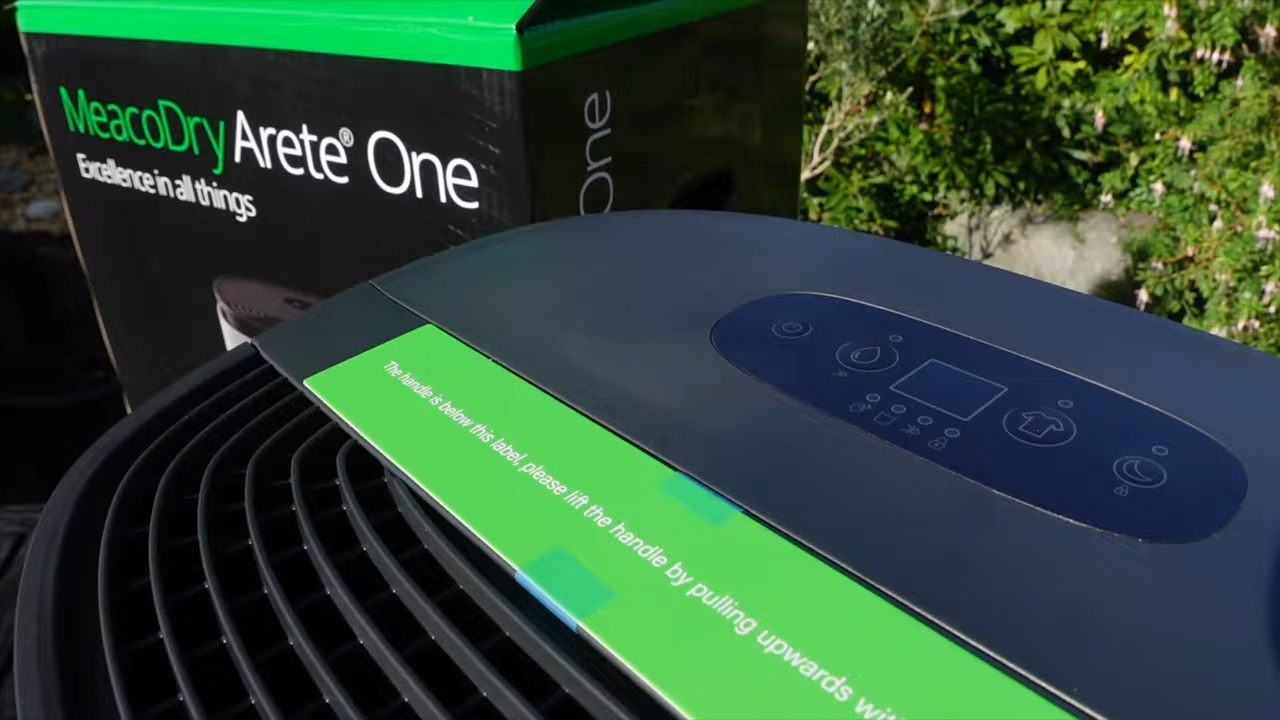 MeacoDry Arete® One
Excellence in all things
One
The handle is below this label, please lift the handle by pulling upwards